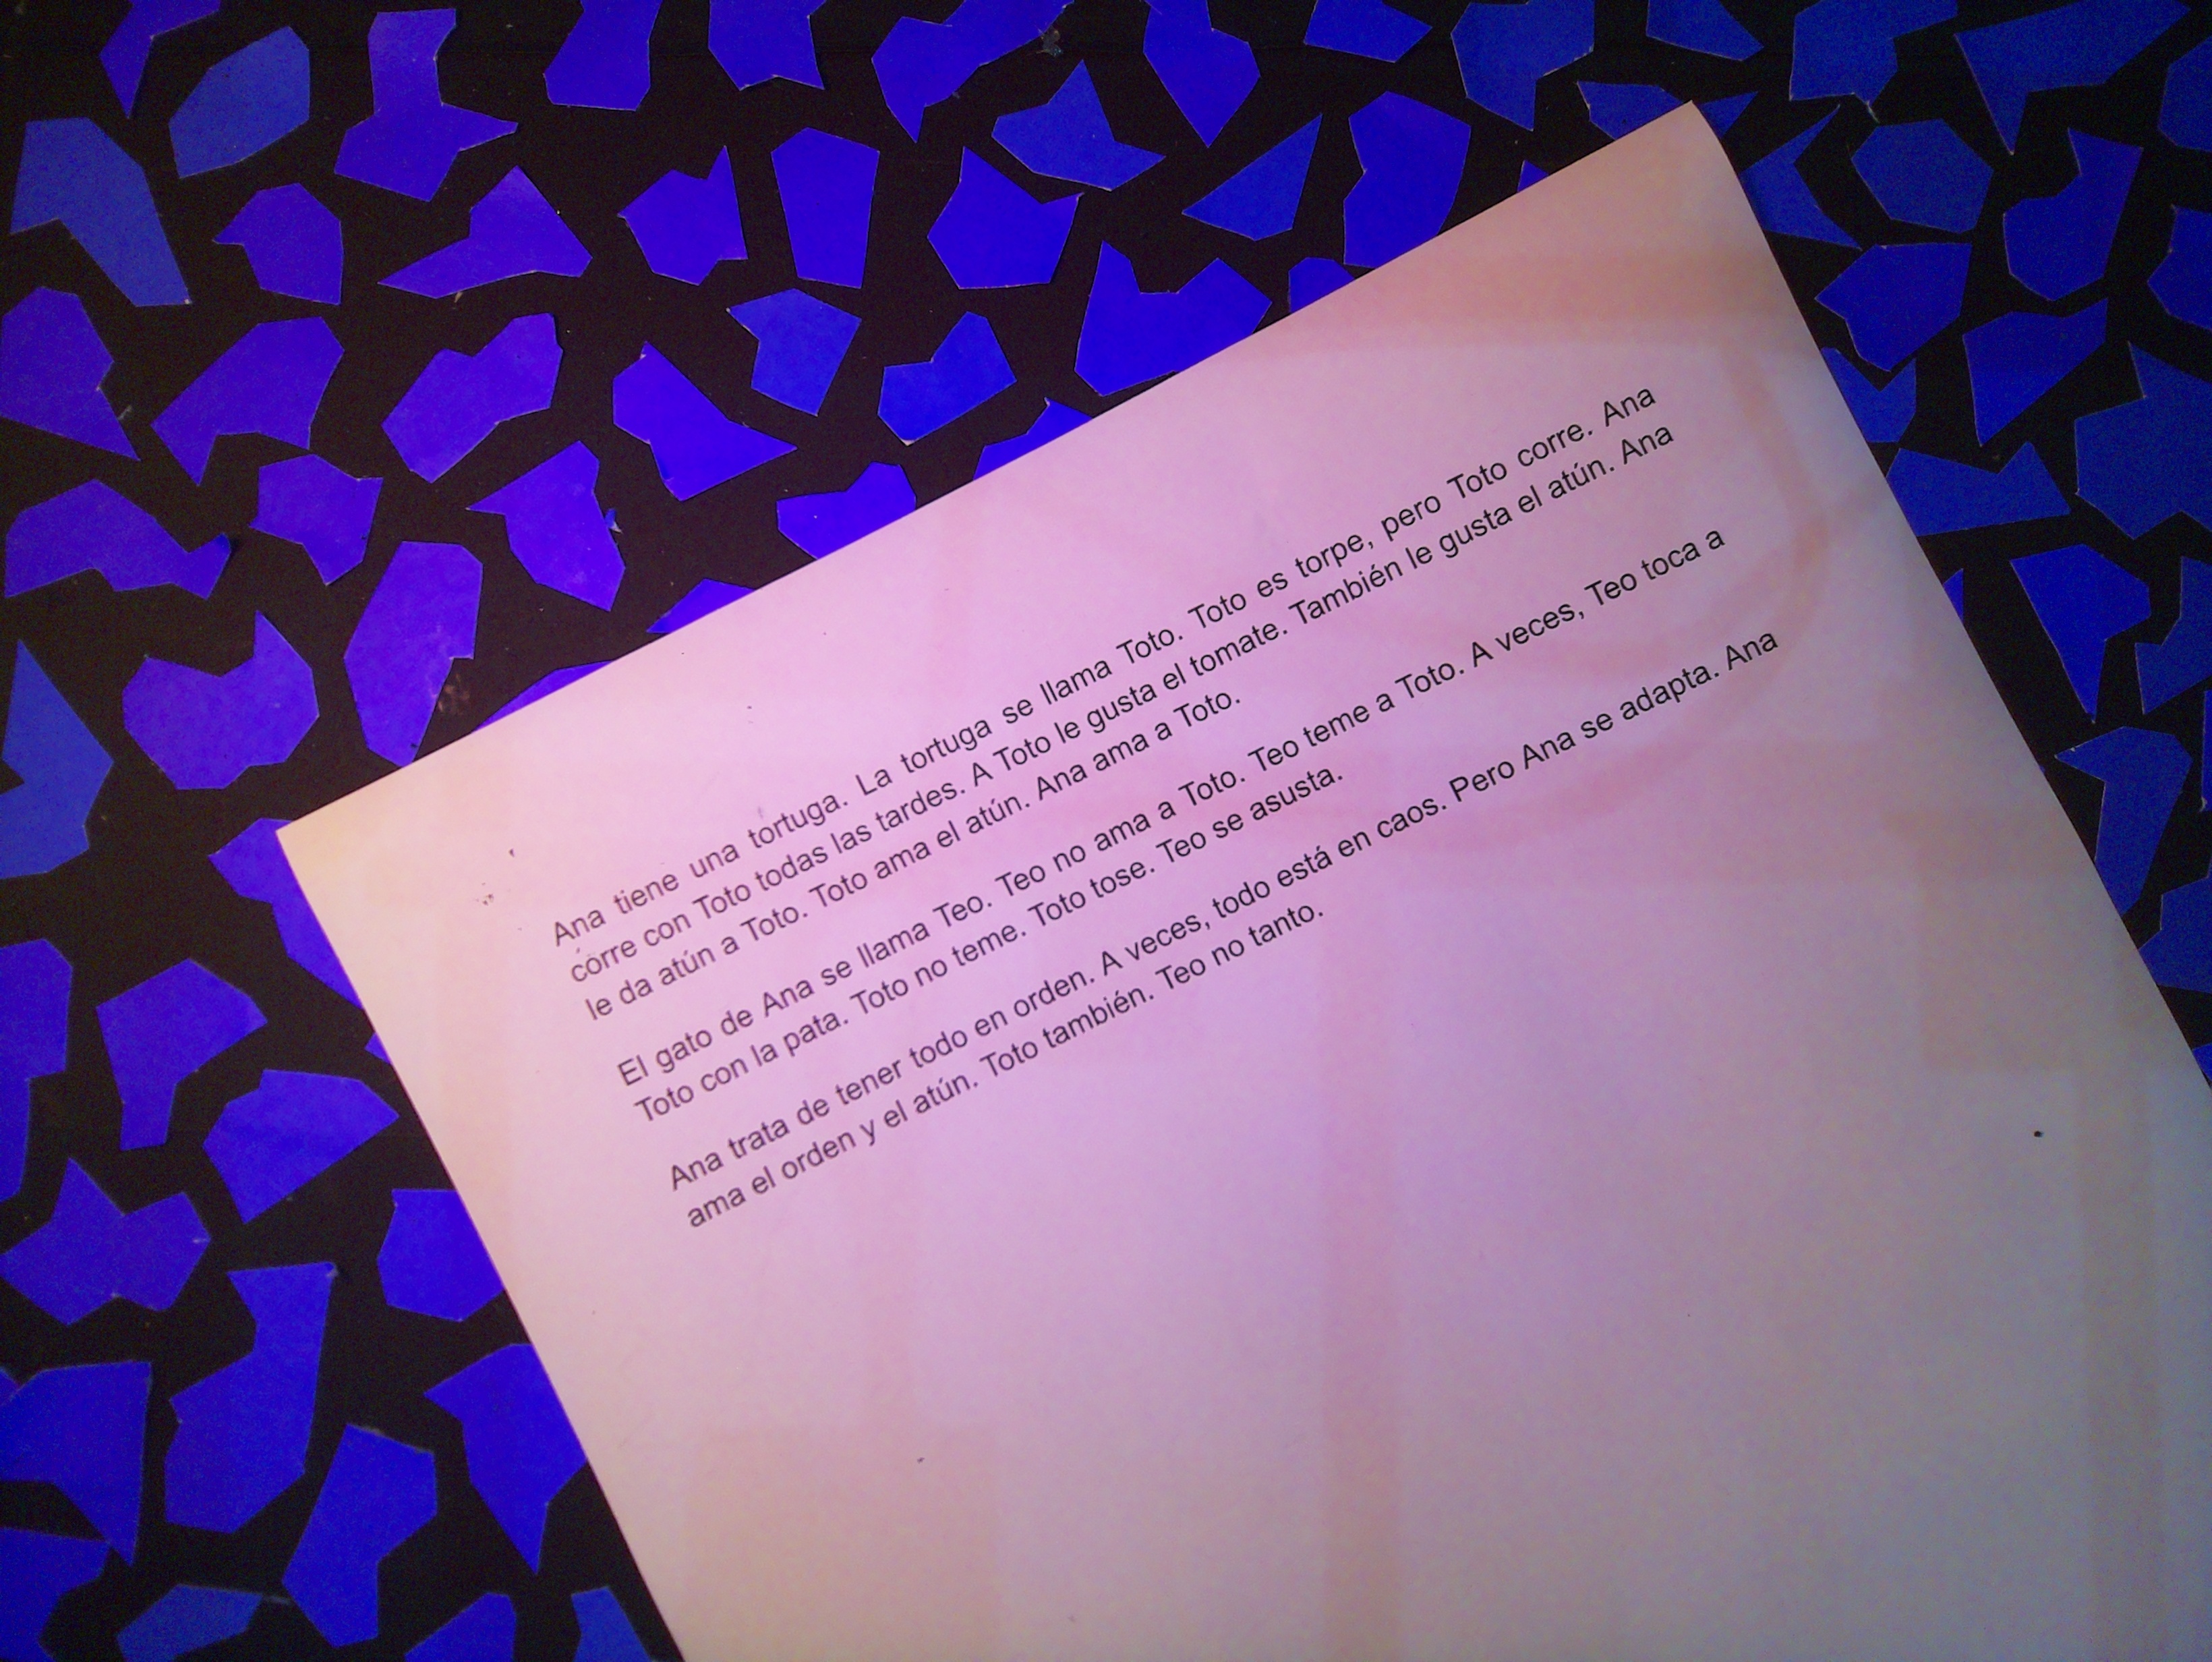 Ana tiene una tortuga. La tortuga se llama Toto. Toto es torpe, pero Toto corre. Ana
corre con Toto todas las tardes. A Toto le gusta el tomate. También le gusta el atún. Ana
le da atún a Toto. Toto ama el atún. Ana ama a Toto.
El gato de Ana se llama Teo. Teo no ama a Toto. Teo teme a Toto. A veces, Teo toca a
Toto con la pata. Toto no teme. Toto tose. Teo se asusta.
Ana trata de tener todo en orden. A veces, todo está en caos. Pero Ana se adapta. Ana
ama el orden y el atún. Toto también. Teo no tanto.